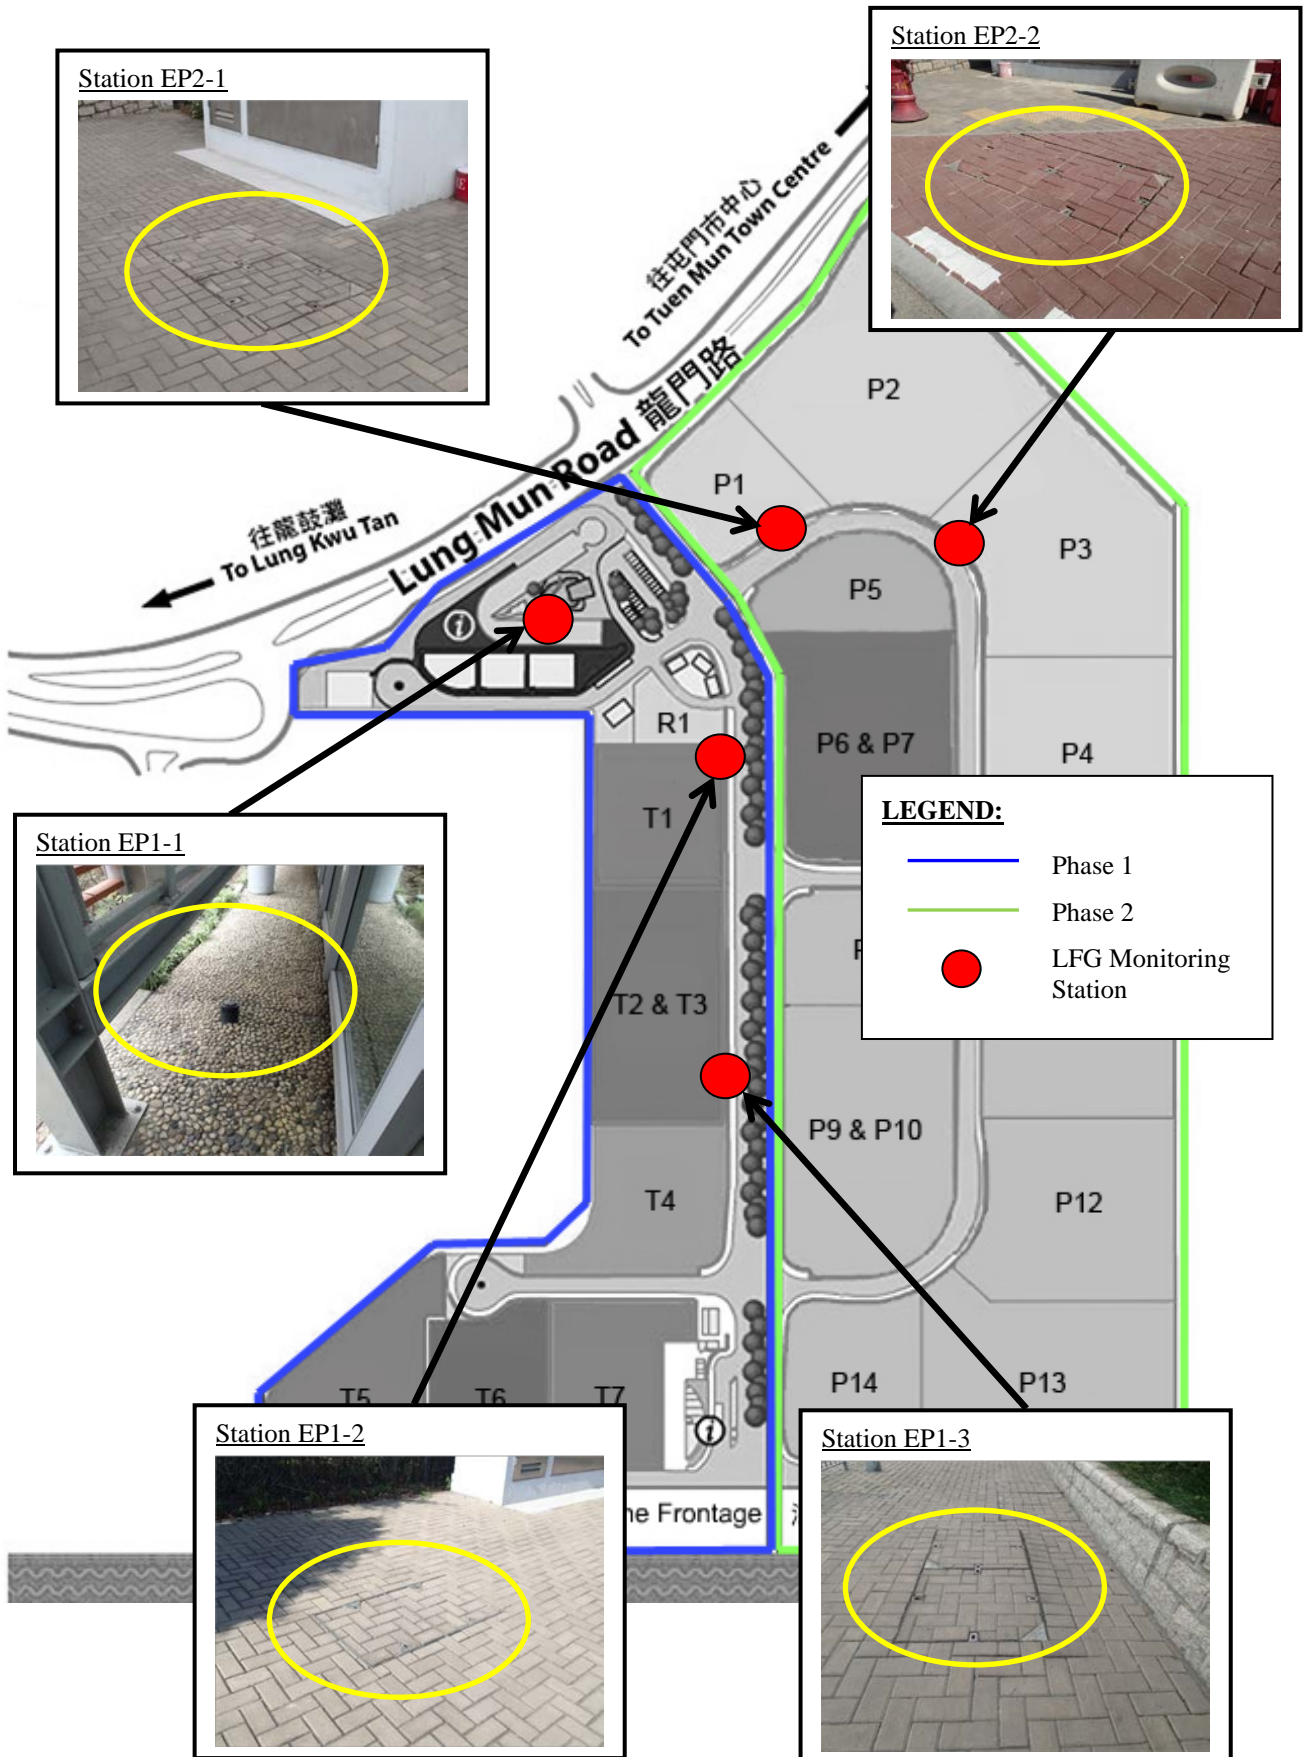 Station EP2-1
Station EP2-2
往屯門市中心
To Tuen Mun Town Centre
Lung Mun Road 龍門路
往龍鼓灘
To Lung Kwu Tan
P2
P1
P3
P5
P6 & P7
P4
R1
T1
T2 & T3
T4
P9 & P10
P12
P14
P13
T5
T6
T7
LEGEND:
Phase 1
Phase 2
LFG Monitoring
Station
Station EP1-1
Station EP1-2
Station EP1-3
ne Frontage